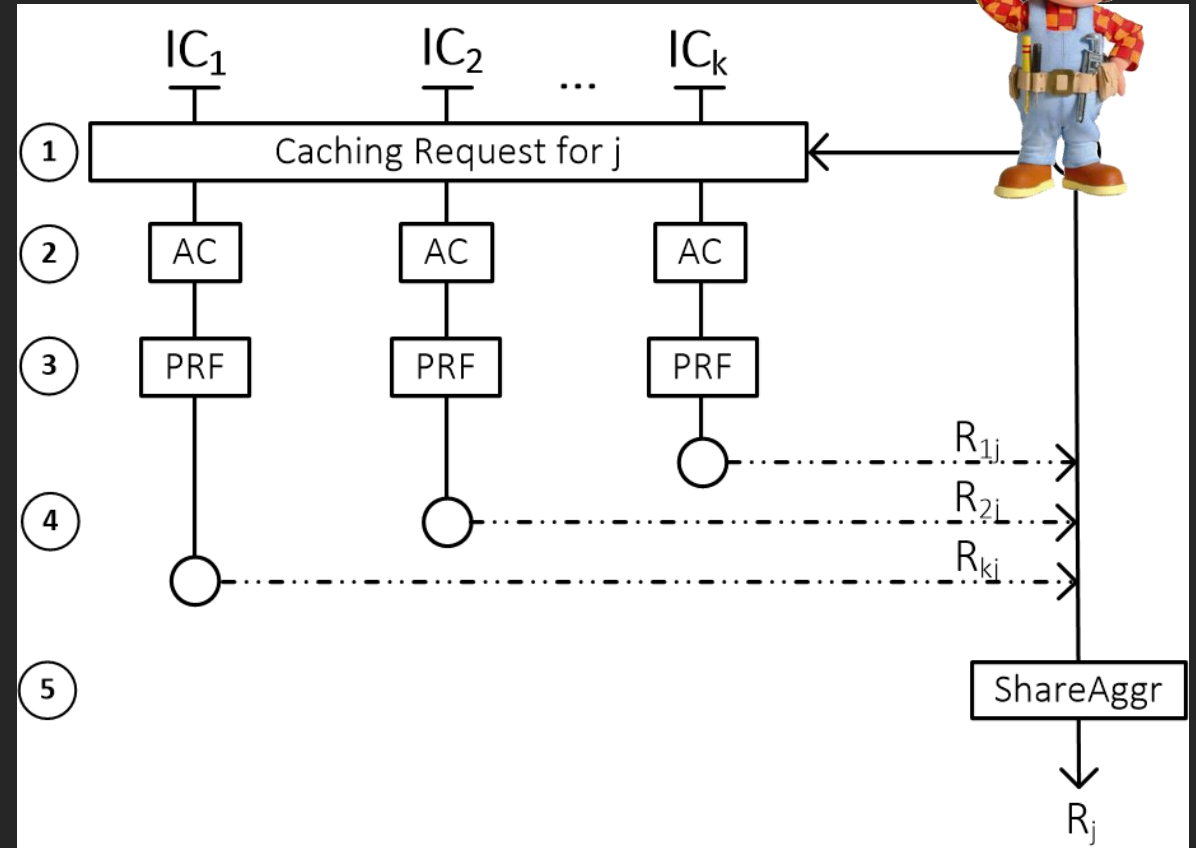 IC₁ IC₂ ... ICₖ
1 Caching Request for j
2 AC AC AC
3 PRF PRF PRF
R₁ⱼ
4 R₂ⱼ
Rₖⱼ
5 ShareAggr
Rⱼ